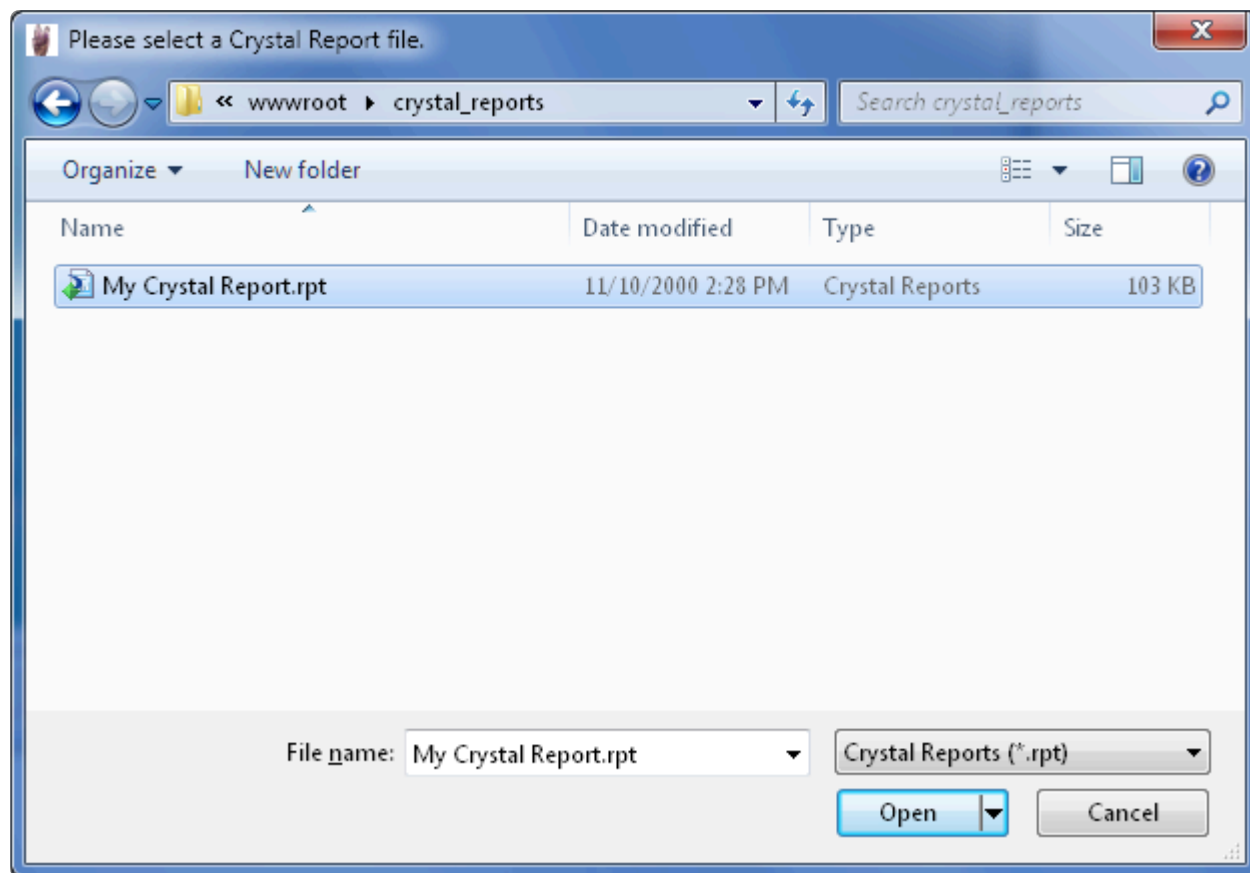 Please select a Crystal Report file.
« wwwroot ▸ crystal_reports Search crystal_reports
Organize New folder
Name Date modified Type Size
My Crystal Report.rpt 11/10/2000 2:28 PM Crystal Reports 103 KB
File name: My Crystal Report.rpt Crystal Reports (*.rpt)
Open Cancel